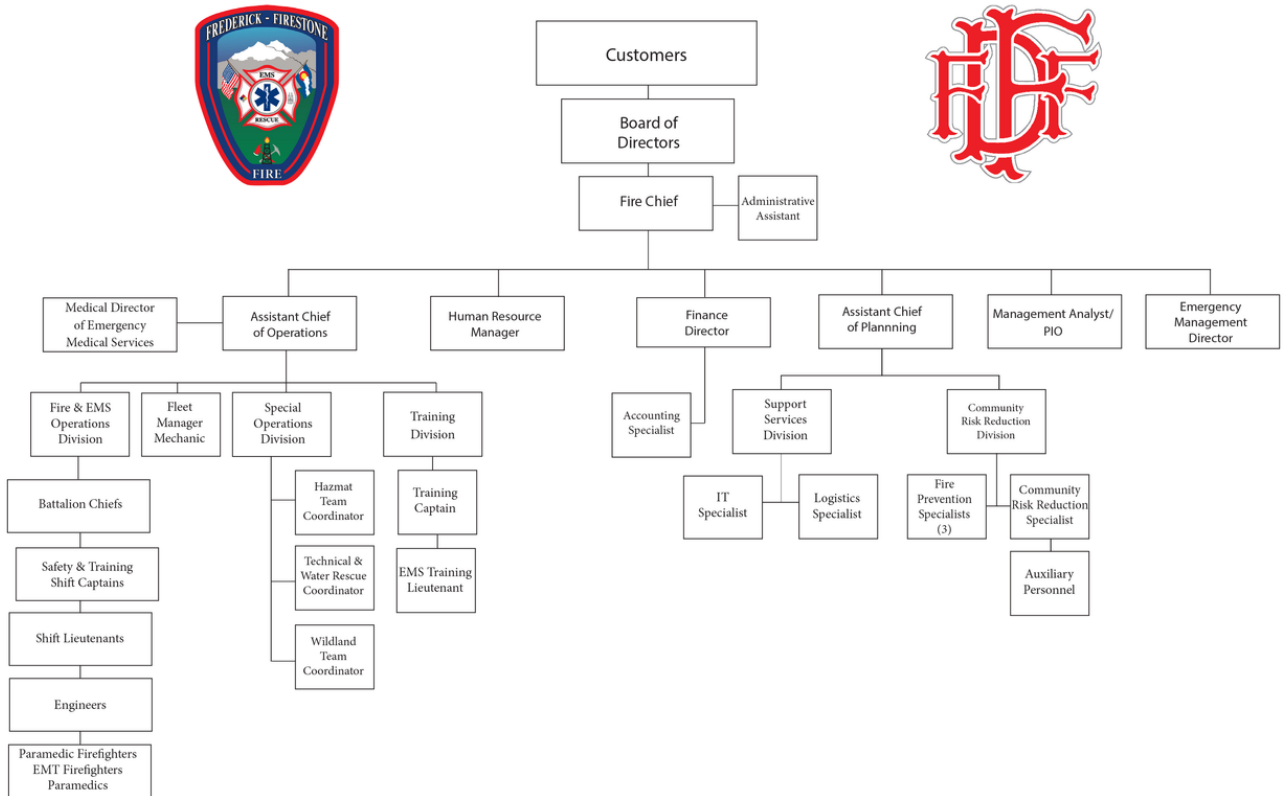 FREDERICK - FIRESTONE
EMS
RESCUE
FIRE
FFFD
Customers
Board of
Directors
Fire Chief
Administrative
Assistant
Medical Director
of Emergency
Medical Services
Assistant Chief
of Operations
Human Resource
Manager
Finance
Director
Assistant Chief
of Plannning
Management Analyst/
PIO
Emergency
Management
Director
Fire & EMS
Operations
Division
Fleet
Manager
Mechanic
Special
Operations
Division
Training
Division
Accounting
Specialist
Support
Services
Division
Community
Risk Reduction
Division
Battalion Chiefs
Hazmat
Team
Coordinator
Training
Captain
IT
Specialist
Logistics
Specialist
Fire
Prevention
Specialists
(3)
Community
Risk Reduction
Specialist
Safety & Training
Shift Captains
Technical &
Water Rescue
Coordinator
EMS Training
Lieutenant
Auxiliary
Personnel
Shift Lieutenants
Wildland
Team
Coordinator
Engineers
Paramedic Firefighters
EMT Firefighters
Paramedics